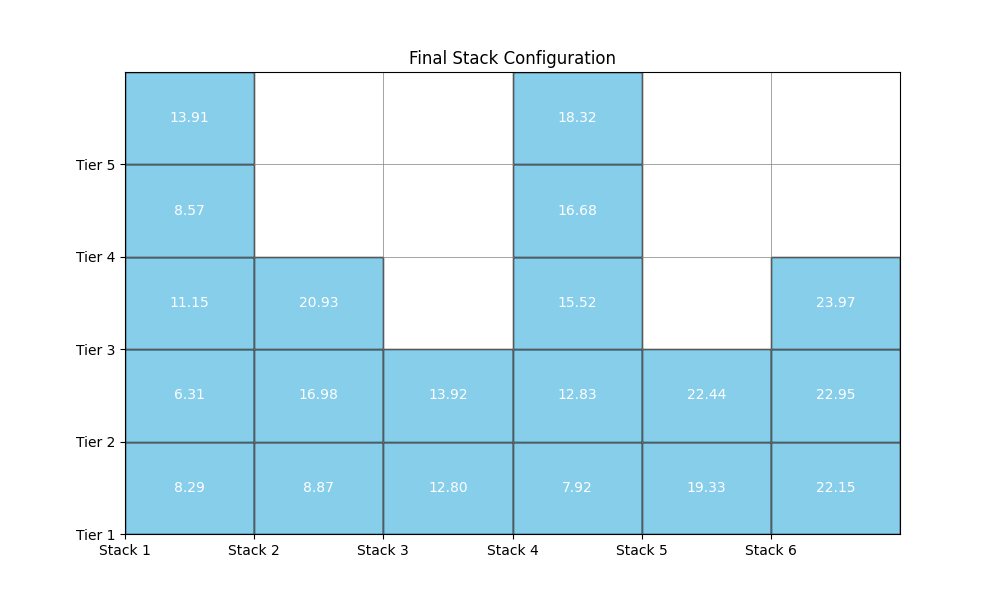 Final Stack Configuration
13.91 18.32
Tier 5
8.57 16.68
Tier 4
11.15 20.93 15.52 23.97
Tier 3
6.31 16.98 13.92 12.83 22.44 22.95
Tier 2
8.29 8.87 12.80 7.92 19.33 22.15
Tier 1
Stack 1 Stack 2 Stack 3 Stack 4 Stack 5 Stack 6